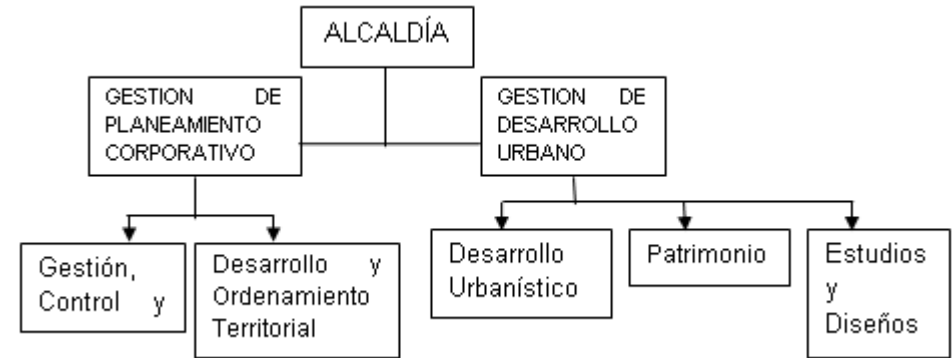 ALCALDÍA
GESTION DE
PLANEAMIENTO
CORPORATIVO
GESTION DE
DESARROLLO
URBANO
Gestión,
Control y
Desarrollo y
Ordenamiento
Territorial
Desarrollo
Urbanístico
Patrimonio
Estudios
y
Diseños